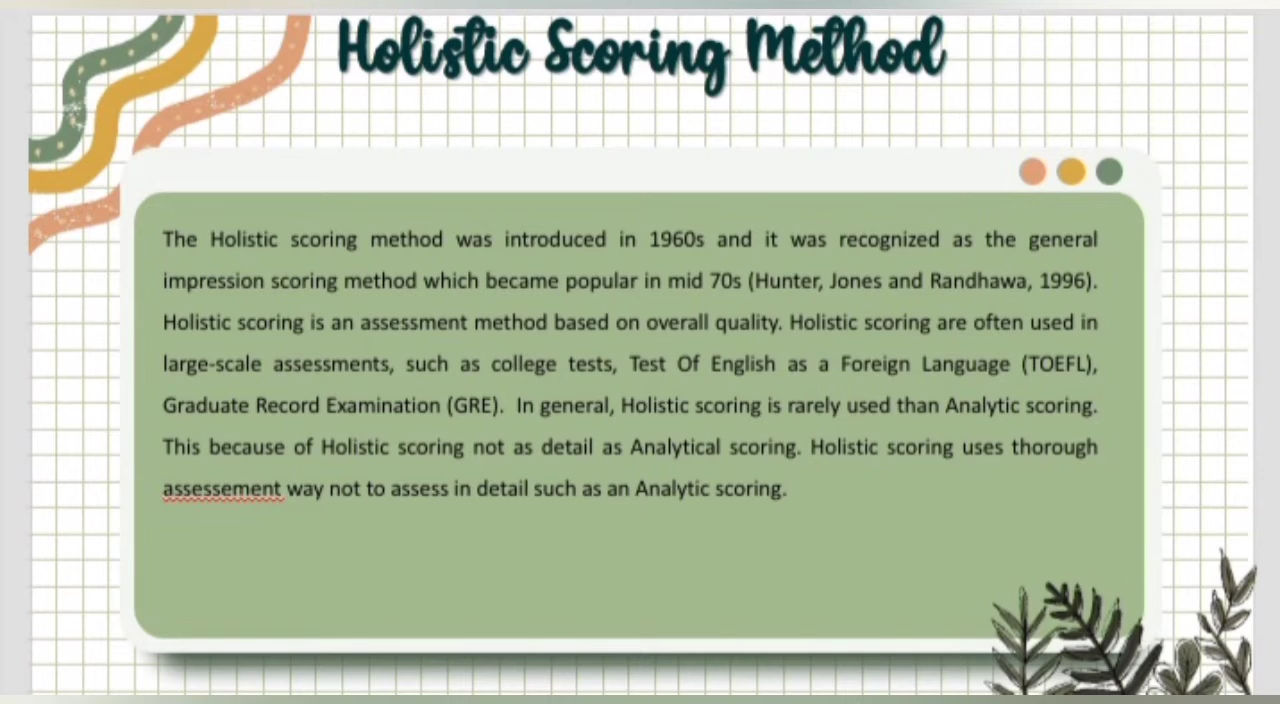 Holistic Scoring Method
The Holistic scoring method was introduced in 1960s and it was recognized as the general
impression scoring method which became popular in mid 70s (Hunter, Jones and Randhawa, 1996).
Holistic scoring is an assessment method based on overall quality. Holistic scoring are often used in
large-scale assessments, such as college tests, Test Of English as a Foreign Language (TOEFL),
Graduate Record Examination (GRE). In general, Holistic scoring is rarely used than Analytic scoring.
This because of Holistic scoring not as detail as Analytical scoring. Holistic scoring uses thorough
assessement way not to assess in detail such as an Analytic scoring.